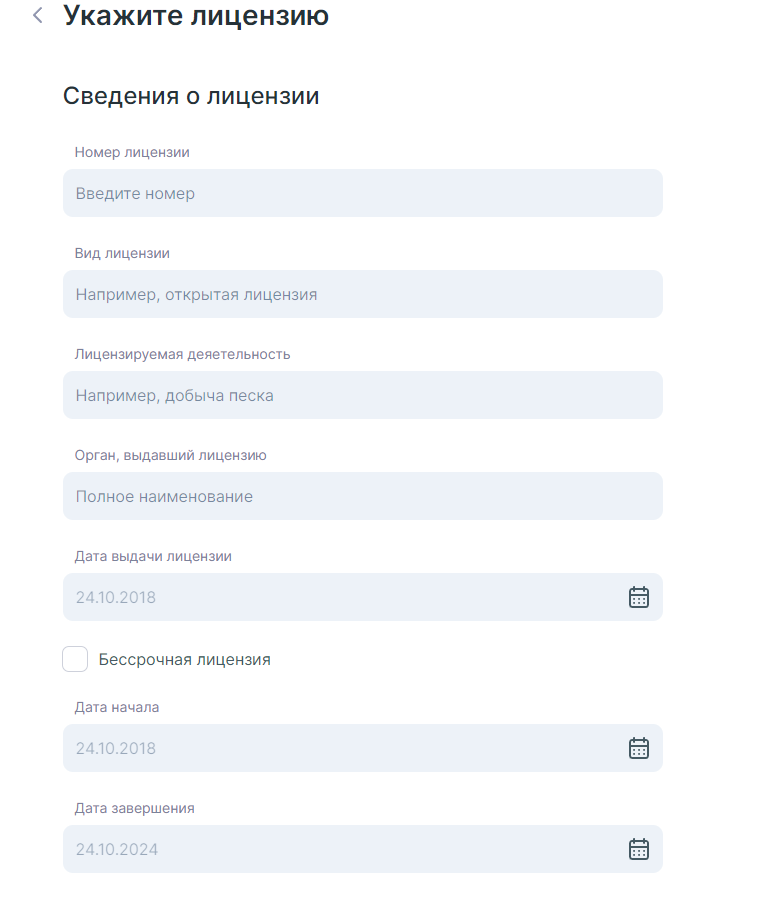 Укажите лицензию
Сведения о лицензии
Номер лицензии
Введите номер
Вид лицензии
Например, открытая лицензия
Лицензируемая деяетельность
Например, добыча песка
Орган, выдавший лицензию
Полное наименование
Дата выдачи лицензии
24.10.2018
Бессрочная лицензия
Дата начала
24.10.2018
Дата завершения
24.10.2024